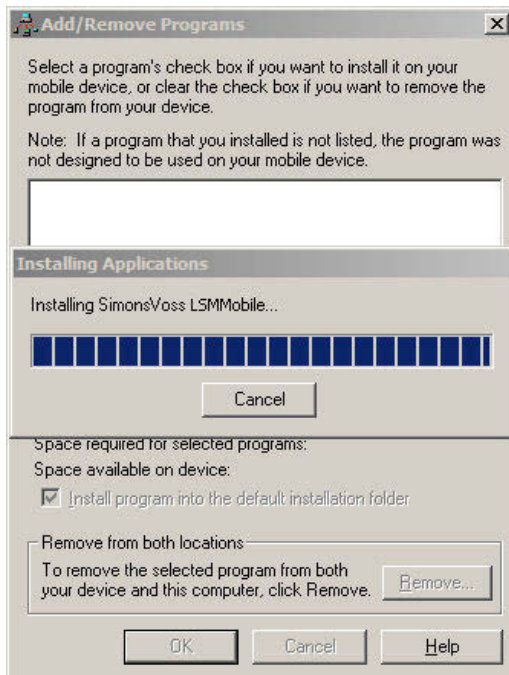 Add/Remove Programs
Select a program's check box if you want to install it on your
mobile device, or clear the check box if you want to remove the
program from your device.
Note: If a program that you installed is not listed, the program was
not designed to be used on your mobile device.
Installing Applications
Installing SimonsVoss LSMMobile...
Cancel
Space required for selected programs:
Space available on device:
Install program into the default installation folder
Remove from both locations
To remove the selected program from both
your device and this computer, click Remove.
Remove...
OK
Cancel
Help